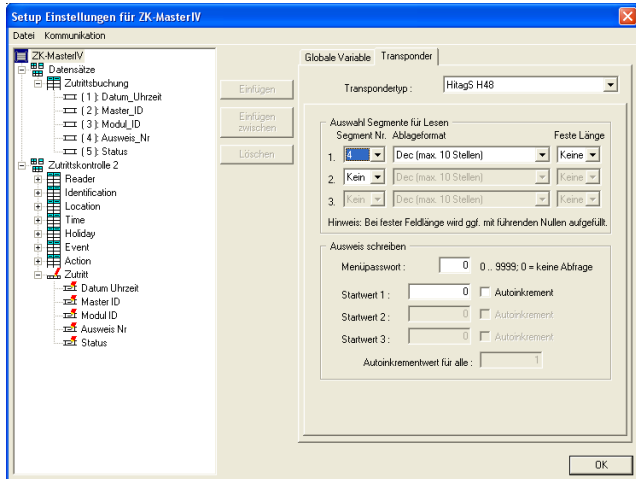 Setup Einstellungen für ZK-MasterIV
Datei Kommunikation
ZK-MasterIV
Datensätze
Zutrittsbuchung
( 1 ): Datum_Uhrzeit
( 2 ): Master_ID
( 3 ): Modul_ID
( 4 ): Ausweis_Nr
( 5 ): Status
Zutrittskontrolle 2
Reader
Identification
Location
Time
Holiday
Event
Action
Zutritt
Datum Uhrzeit
Master ID
Modul ID
Ausweis Nr
Status
Einfügen
Einfügen
zwischen
Löschen
Globale Variable Transponder
Transpondertyp : HitagS H48
Auswahl Segmente für Lesen
Segment Nr. Ablageformat Feste Länge
1. 4 Dec (max. 10 Stellen) Keine
2. Kein Dec (max. 10 Stellen) Keine
3. Kein Dec (max. 10 Stellen) Keine
Hinweis: Bei fester Feldlänge wird ggf. mit führenden Nullen aufgefüllt.
Ausweis schreiben
Menüpasswort : 0 0 .. 9999; 0 = keine Abfrage
Startwert 1 : 0 Autoinkrement
Startwert 2 : 0 Autoinkrement
Startwert 3 : 0 Autoinkrement
Autoinkrementwert für alle : 1
OK